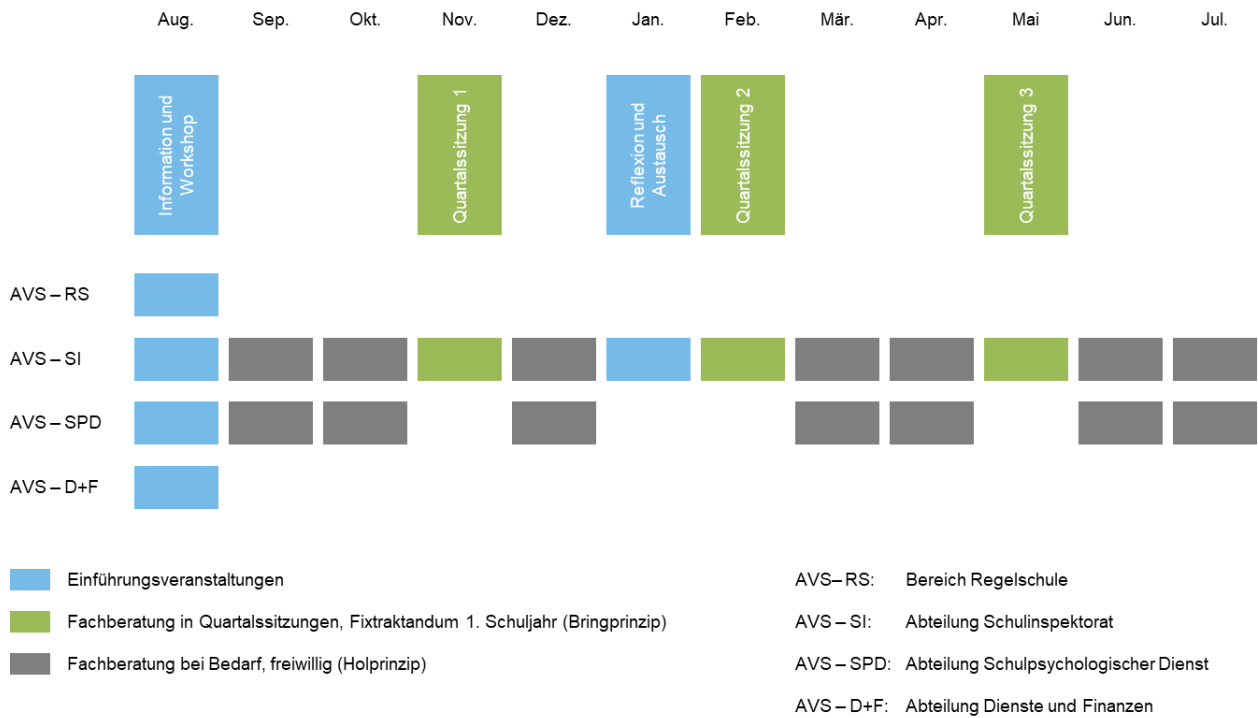 Aug. Sep. Okt. Nov. Dez. Jan. Feb. Mär. Apr. Mai Jun. Jul.
Information und
Workshop
Quartalssitzung 1
Reflexion und
Austausch
Quartalssitzung 2
Quartalssitzung 3
AVS – RS
AVS – SI
AVS – SPD
AVS – D+F
Einführungsveranstaltungen
Fachberatung in Quartalssitzungen, Fixtraktandum 1. Schuljahr (Bringprinzip)
Fachberatung bei Bedarf, freiwillig (Holprinzip)
AVS– RS: Bereich Regelschule
AVS – SI: Abteilung Schulinspektorat
AVS – SPD: Abteilung Schulpsychologischer Dienst
AVS – D+F: Abteilung Dienste und Finanzen